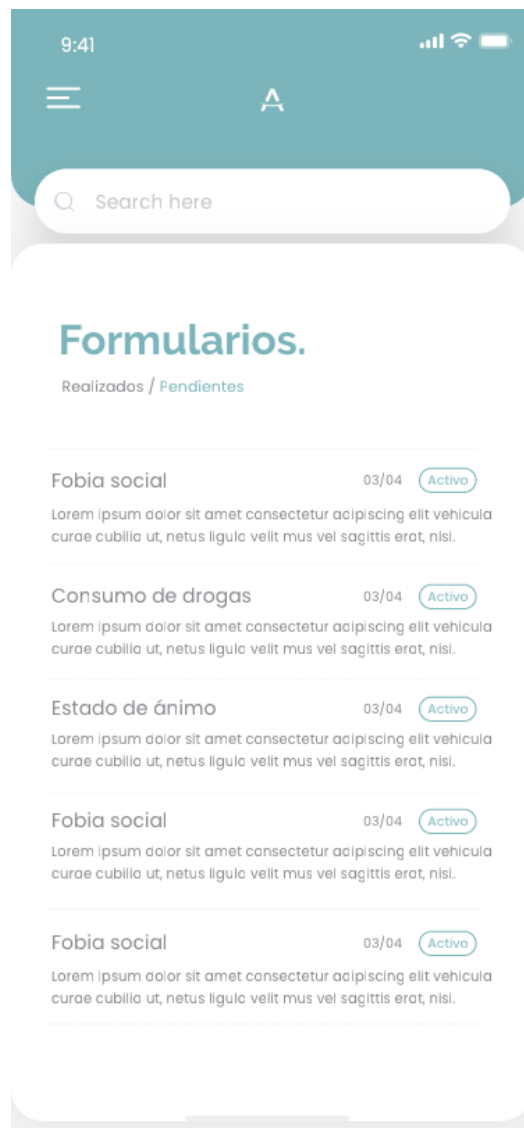 9:41
Search here
Formularios.
Realizados / Pendientes
Fobia social 03/04 Activo
Lorem ipsum dolor sit amet consectetur adipiscing elit vehicula
curae cubilia ut, netus ligula velit mus vel sagittis erat, nisi.
Consumo de drogas 03/04 Activo
Lorem ipsum dolor sit amet consectetur adipiscing elit vehicula
curae cubilia ut, netus ligula velit mus vel sagittis erat, nisi.
Estado de ánimo 03/04 Activo
Lorem ipsum dolor sit amet consectetur adipiscing elit vehicula
curae cubilia ut, netus ligula velit mus vel sagittis erat, nisi.
Fobia social 03/04 Activo
Lorem ipsum dolor sit amet consectetur adipiscing elit vehicula
curae cubilia ut, netus ligula velit mus vel sagittis erat, nisi.
Fobia social 03/04 Activo
Lorem ipsum dolor sit amet consectetur adipiscing elit vehicula
curae cubilia ut, netus ligula velit mus vel sagittis erat, nisi.